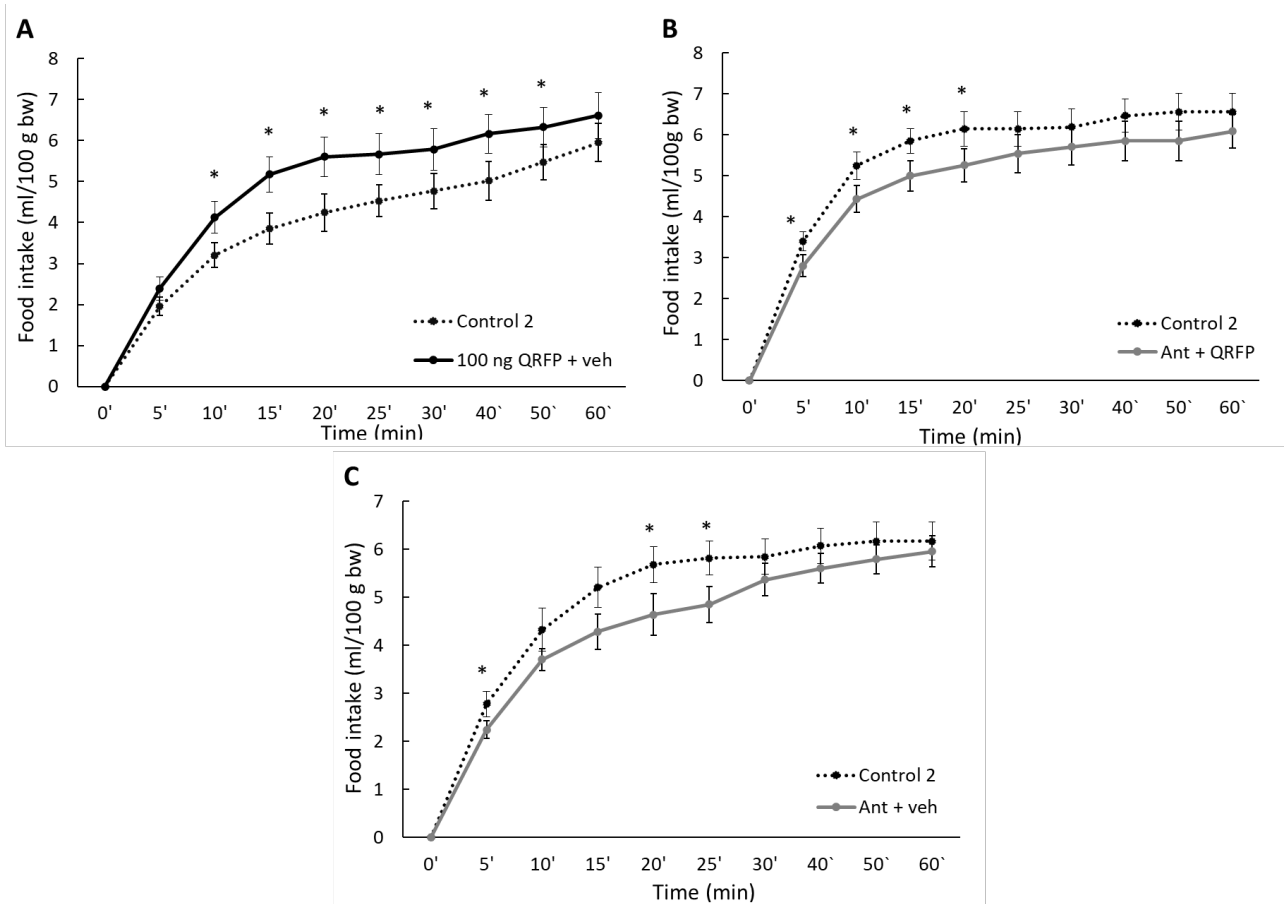 A
Food intake (ml/100 g bw)
8
7
6
5
4
3
2
1
0
* * * * * * *
Control 2
100 ng QRFP + veh
0' 5' 10' 15' 20' 25' 30' 40` 50` 60`
Time (min)
B
Food intake (ml/100g bw)
8
7
6
5
4
3
2
1
0
* * * *
Control 2
Ant + QRFP
0' 5' 10' 15' 20' 25' 30' 40` 50` 60`
Time (min)
C
Food intake (ml/100 g bw)
7
6
5
4
3
2
1
0
* * *
Control 2
Ant + veh
0' 5' 10' 15' 20' 25' 30' 40` 50` 60`
Time (min)